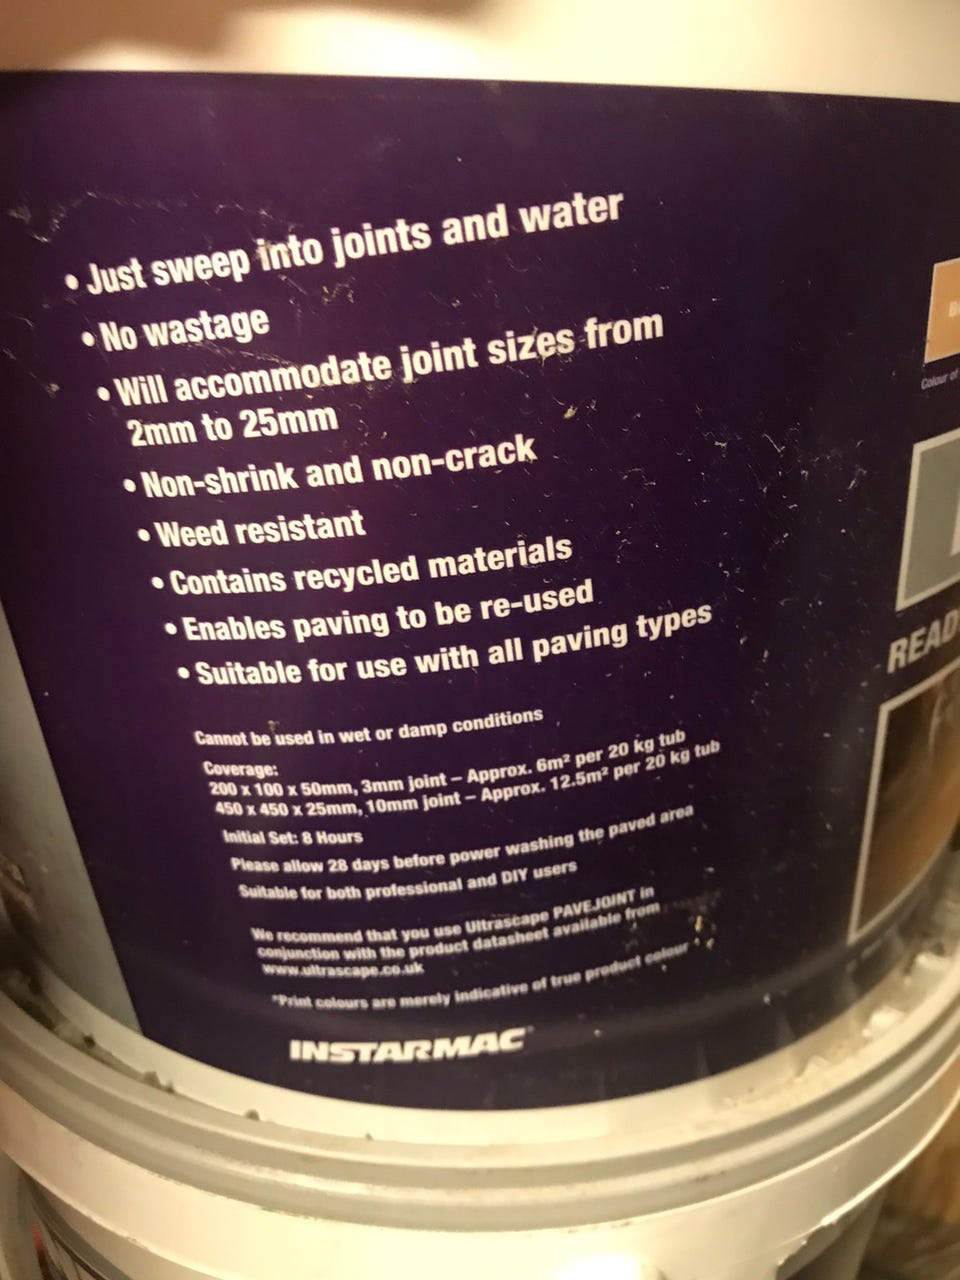 • Just sweep into joints and water
• No wastage
• Will accommodate joint sizes from
2mm to 25mm
• Non-shrink and non-crack
• Weed resistant
• Contains recycled materials
• Enables paving to be re-used
• Suitable for use with all paving types
Cannot be used in wet or damp conditions
Coverage:
200 x 100 x 50mm, 3mm joint – Approx. 6m² per 20 kg tub
450 x 450 x 25mm, 10mm joint – Approx. 12.5m² per 20 kg tub
Initial Set: 8 Hours
Please allow 28 days before power washing the paved area
Suitable for both professional and DIY users
We recommend that you use Ultrascape PAVEJOINT in
conjunction with the product datasheet available from
www.ultrascape.co.uk
*Print colours are merely indicative of true product colour
INSTARMAC
Colour of
READ